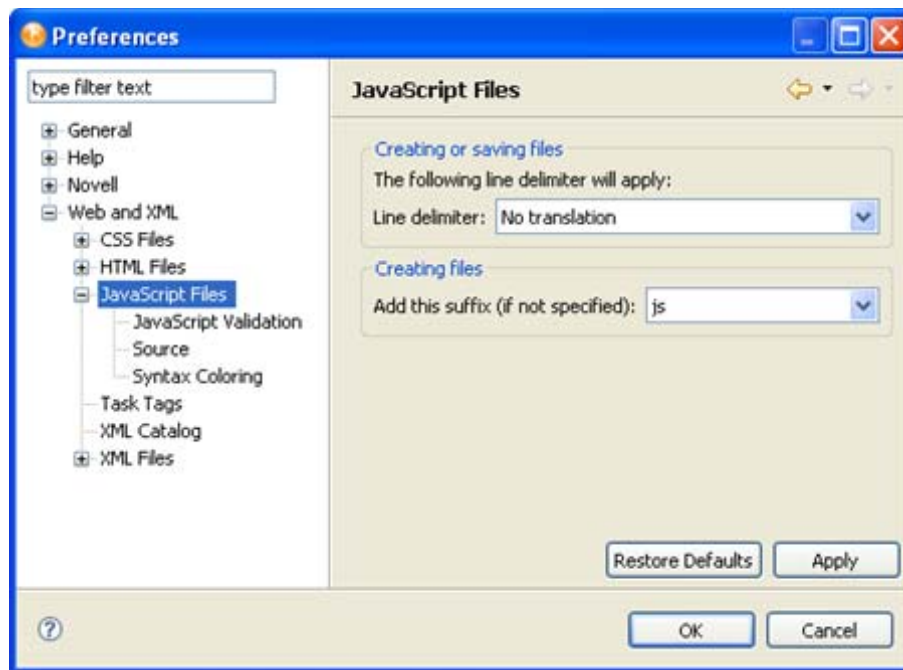 Preferences
type filter text
General
Help
Novell
Web and XML
CSS Files
HTML Files
JavaScript Files
JavaScript Validation
Source
Syntax Coloring
Task Tags
XML Catalog
XML Files
JavaScript Files
Creating or saving files
The following line delimiter will apply:
Line delimiter: No translation
Creating files
Add this suffix (if not specified): js
Restore Defaults Apply
? OK Cancel